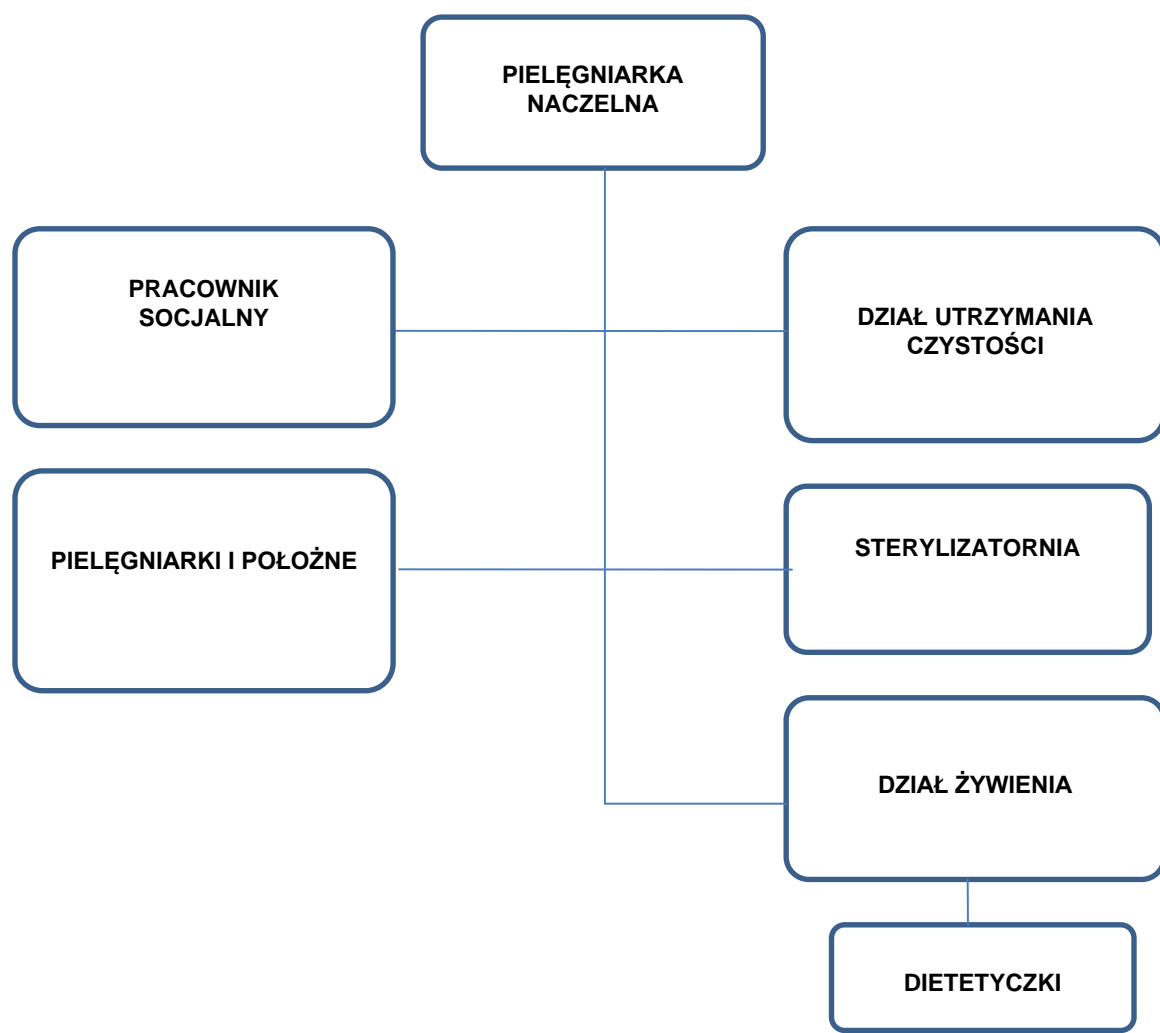 PIELĘGNIARKA
NACZELNA
PRACOWNIK
SOCJALNY
DZIAŁ UTRZYMANIA
CZYSTOŚCI
PIELĘGNIARKI I POŁOŻNE
STERYLIZATORNIA
DZIAŁ ŻYWIENIA
DIETETYCZKI